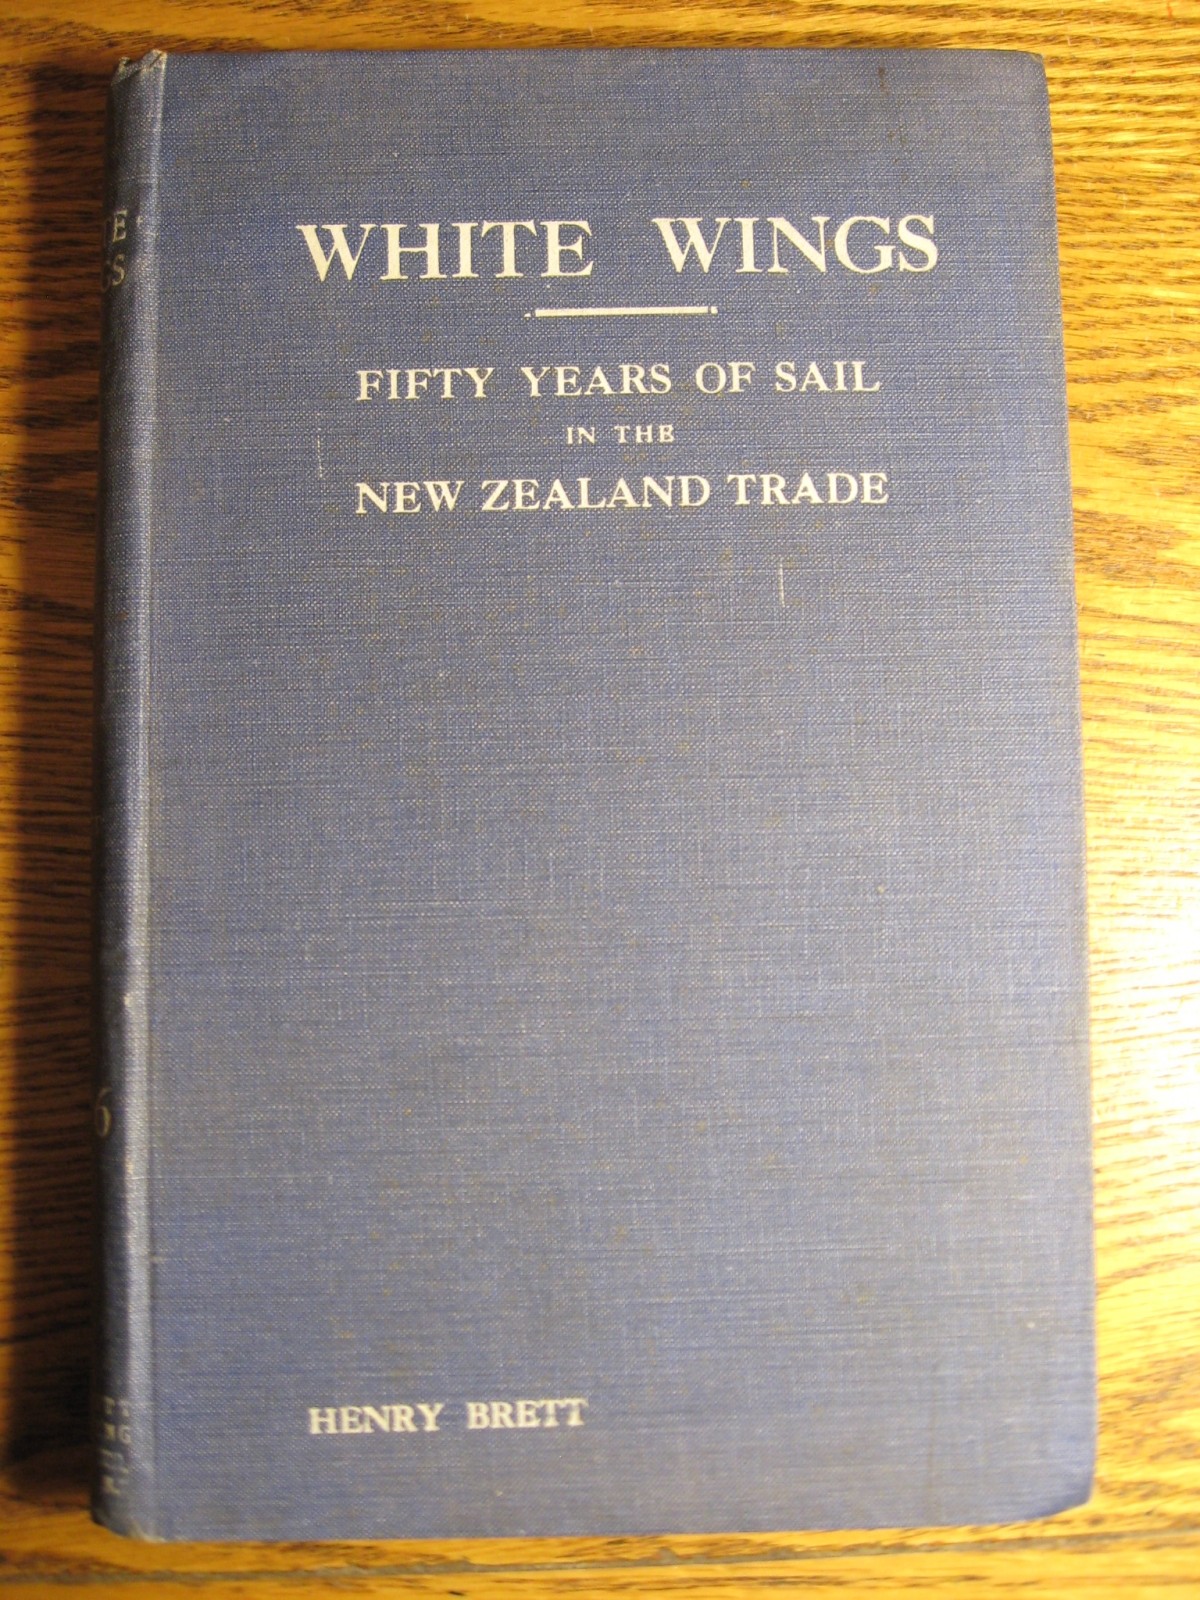 WHITE WINGS
FIFTY YEARS OF SAIL
IN THE
NEW ZEALAND TRADE
HENRY BRETT